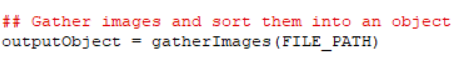 ## Gather images and sort them into an object
outputObject = gatherImages(FILE_PATH)